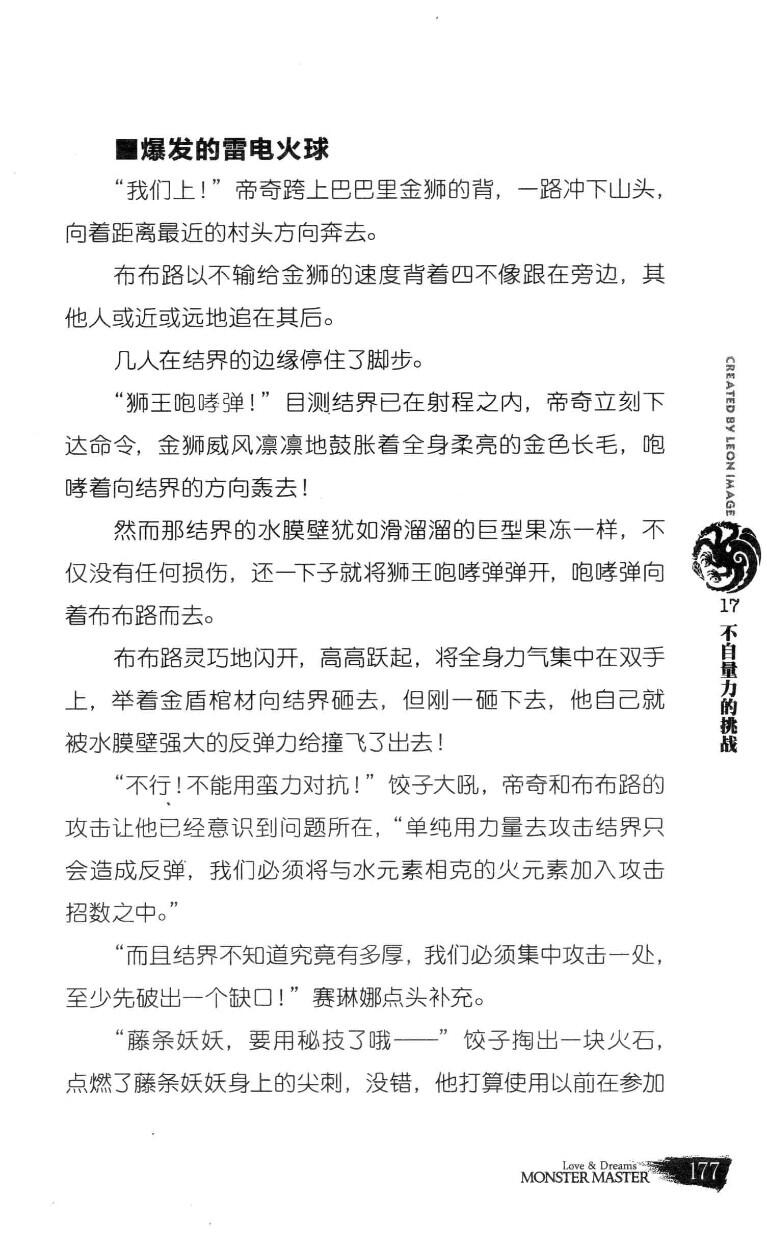 ■爆发的雷电火球
“我们上！”帝奇跨上巴巴里金狮的背，一路冲下山头，
向着距离最近的村头方向奔去。
布布路以不输给金狮的速度背着四不像跟在旁边，其
他人或近或远地追在其后。
几人在结界的边缘停住了脚步。
“狮王咆哮弹！”目测结界已在射程之内，帝奇立刻下
达命令，金狮威风凛凛地鼓胀着全身柔亮的金色长毛，咆
哮着向结界的方向轰去！
然而那结界的水膜壁犹如滑溜溜的巨型果冻一样，不
仅没有任何损伤，还一下子就将狮王咆哮弹弹开，咆哮弹向
着布布路而去。
布布路灵巧地闪开，高高跃起，将全身力气集中在双手
上，举着金盾棺材向结界砸去，但刚一砸下去，他自己就
被水膜壁强大的反弹力给撞飞了出去！
“不行！不能用蛮力对抗！”饺子大吼，帝奇和布布路的
攻击让他已经意识到问题所在，“单纯用力量去攻击结界只
会造成反弹，我们必须将与水元素相克的火元素加入攻击
招数之中。”
“而且结界不知道究竟有多厚，我们必须集中攻击一处，
至少先破出一个缺口！”赛琳娜点头补充。
“藤条妖妖，要用秘技了哦——”饺子掏出一块火石，
点燃了藤条妖妖身上的尖刺，没错，他打算使用以前在参加
CREATED BY LEON IMAGE
17 不自量力的挑战
Love & Dreams
MONSTER MASTER
177